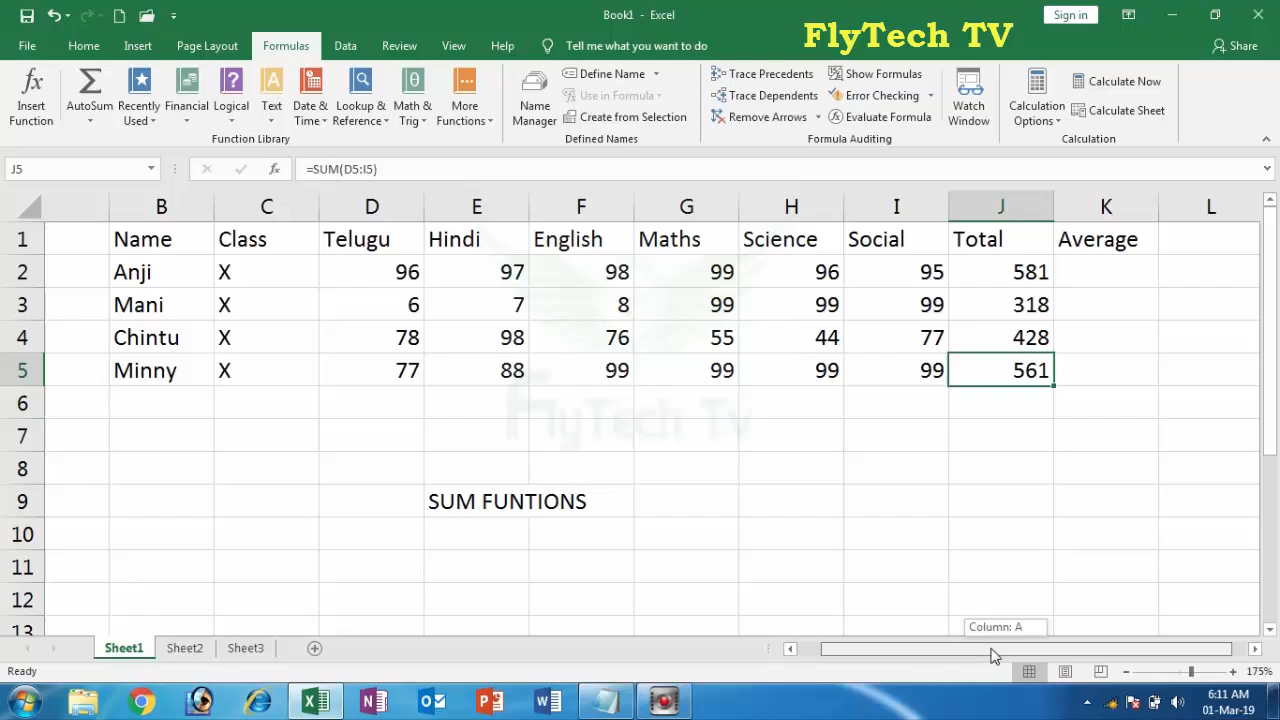 Book1 - Excel
Sign in
FlyTech TV
File Home Insert Page Layout Formulas Data Review View Help Tell me what you want to do Share
Insert Function
AutoSum
Recently Used
Financial
Logical
Text
Date & Time
Lookup & Reference
Math & Trig
More Functions
Function Library
Name Manager
Define Name
Use in Formula
Create from Selection
Defined Names
Trace Precedents
Trace Dependents
Remove Arrows
Show Formulas
Error Checking
Evaluate Formula
Formula Auditing
Watch Window
Calculation Options
Calculate Now
Calculate Sheet
Calculation
J5 fx =SUM(D5:I5)
B C D E F G H I J K L
1 Name Class Telugu Hindi English Maths Science Social Total Average
2 Anji X 96 97 98 99 96 95 581
3 Mani X 6 7 8 99 99 99 318
4 Chintu X 78 98 76 55 44 77 428
5 Minny X 77 88 99 99 99 99 561
6
FlyTech Tv
7
8
9 SUM FUNTIONS
10
11
12
13
Column: A
Sheet1 Sheet2 Sheet3
Ready 175%
6:11 AM
01-Mar-19